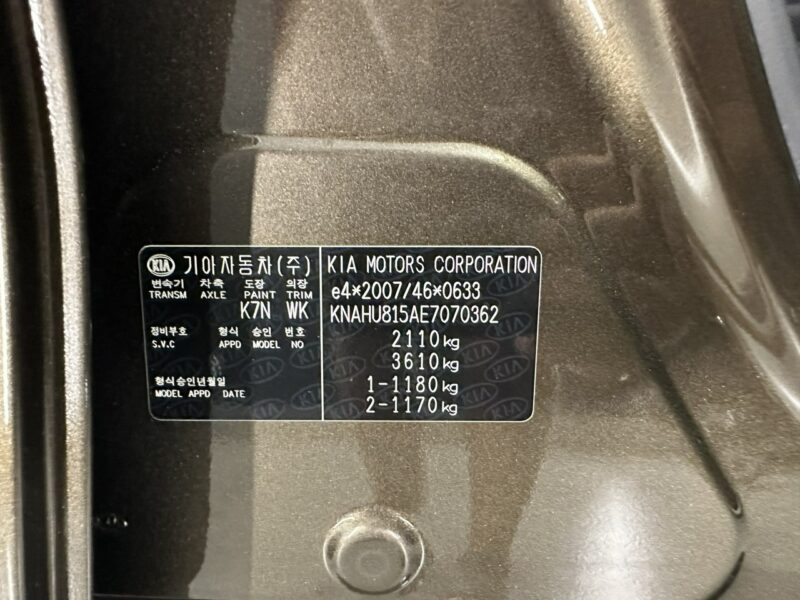 KIA 기아자동차(주)
변속기 차축 도장 의장
TRANSM AXLE PAINT TRIM
K7N WK
정비부호 형식 승인 번호
S.V.C APPD MODEL NO
형식승인년월일
MODEL APPD DATE
KIA MOTORS CORPORATION
e4*2007/46*0633
KNAHU815AE7070362
2110kg
3610kg
1-1180kg
2-1170kg